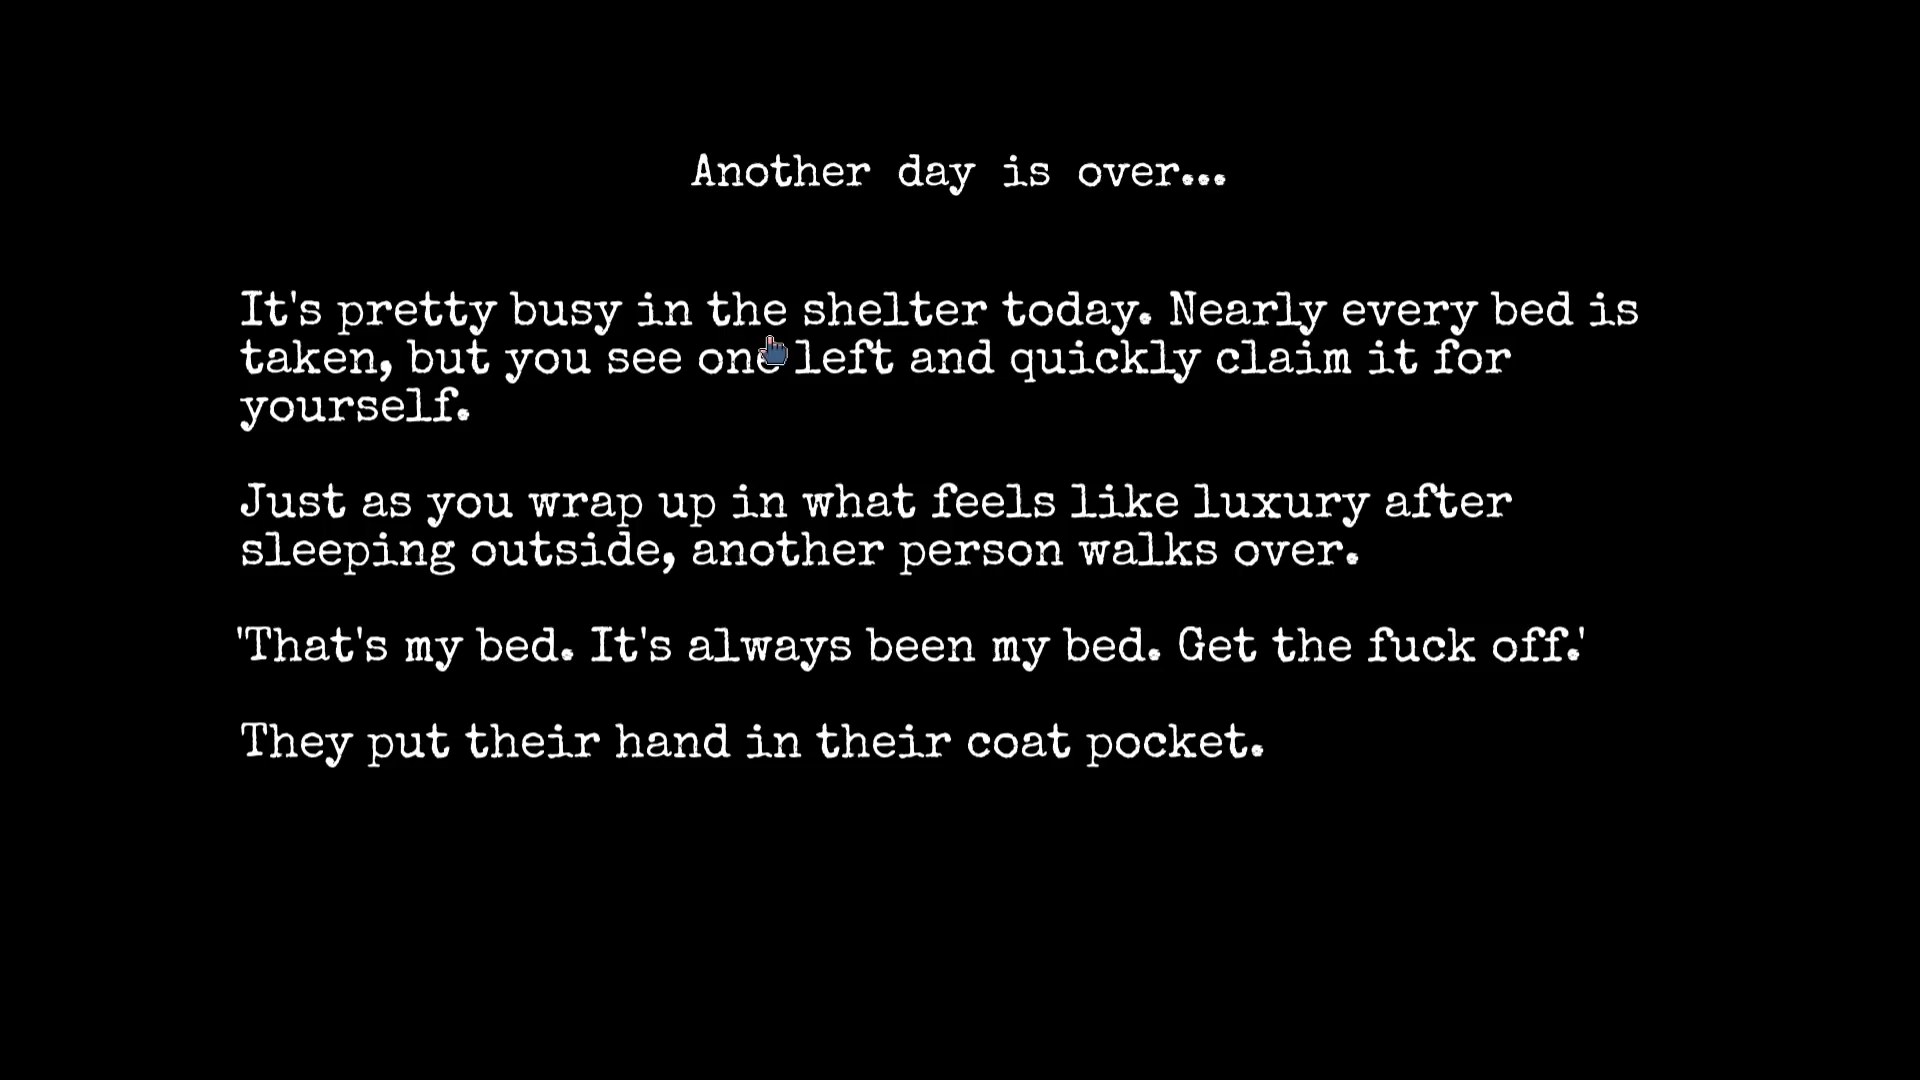 Another day is over...
It's pretty busy in the shelter today. Nearly every bed is
taken, but you see one left and quickly claim it for
yourself.
Just as you wrap up in what feels like luxury after
sleeping outside, another person walks over.
'That's my bed. It's always been my bed. Get the fuck off.'
They put their hand in their coat pocket.